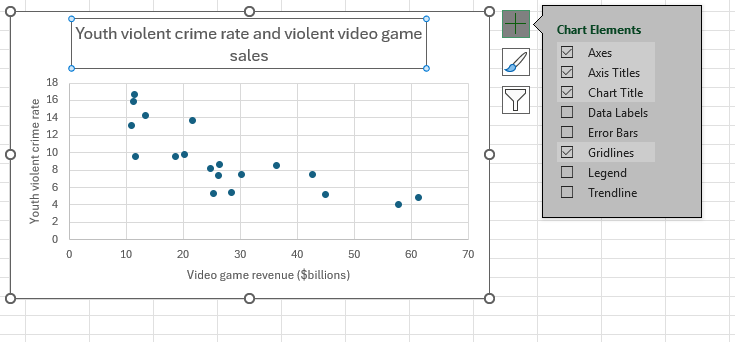 Youth violent crime rate and violent video game
sales
Youth violent crime rate
18
16
14
12
10
8
6
4
2
0
0 10 20 30 40 50 60 70
Video game revenue ($billions)
Chart Elements
Axes
Axis Titles
Chart Title
Data Labels
Error Bars
Gridlines
Legend
Trendline